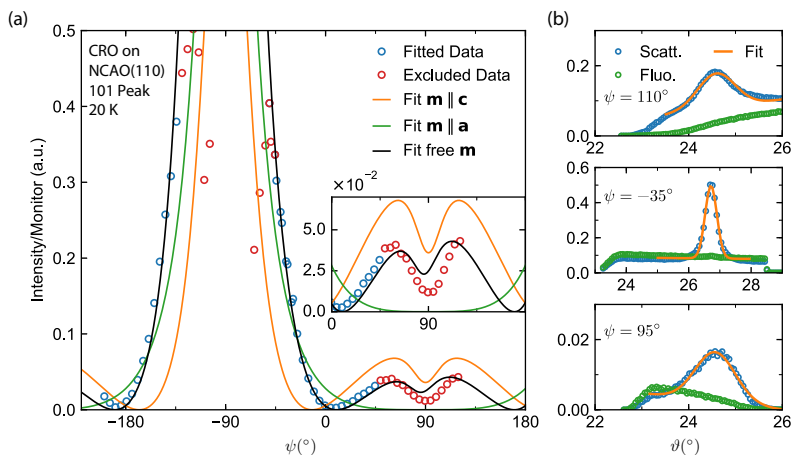 (a)
CRO on
NCAO(110)
101 Peak
20 K
Fitted Data
Excluded Data
Fit m ∥ c
Fit m ∥ a
Fit free m
Intensity/Monitor (a.u.)
0.5
0.4
0.3
0.2
0.1
0.0
−180
−90
0
90
180
ψ(°)
×10⁻²
5.0
2.5
0.0
0
90
(b)
Scatt.
Fit
Fluo.
ψ = 110°
0.2
0.0
22
24
26
ψ = −35°
0.6
0.4
0.2
0.0
24
26
28
ψ = 95°
0.02
0.00
22
24
26
ϑ(°)